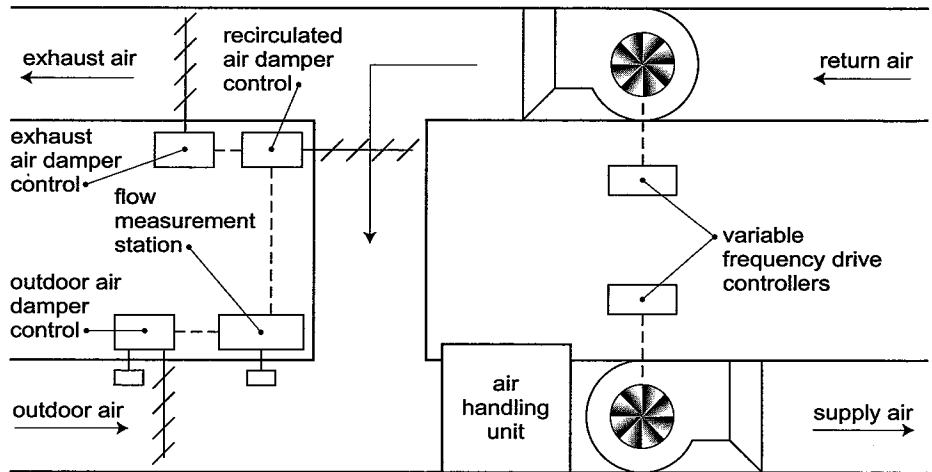 exhaust air
recirculated
air damper
control
return air
exhaust
air damper
control
flow
measurement
station
variable
frequency drive
controllers
outdoor air
damper
control
air
handling
unit
outdoor air
supply air